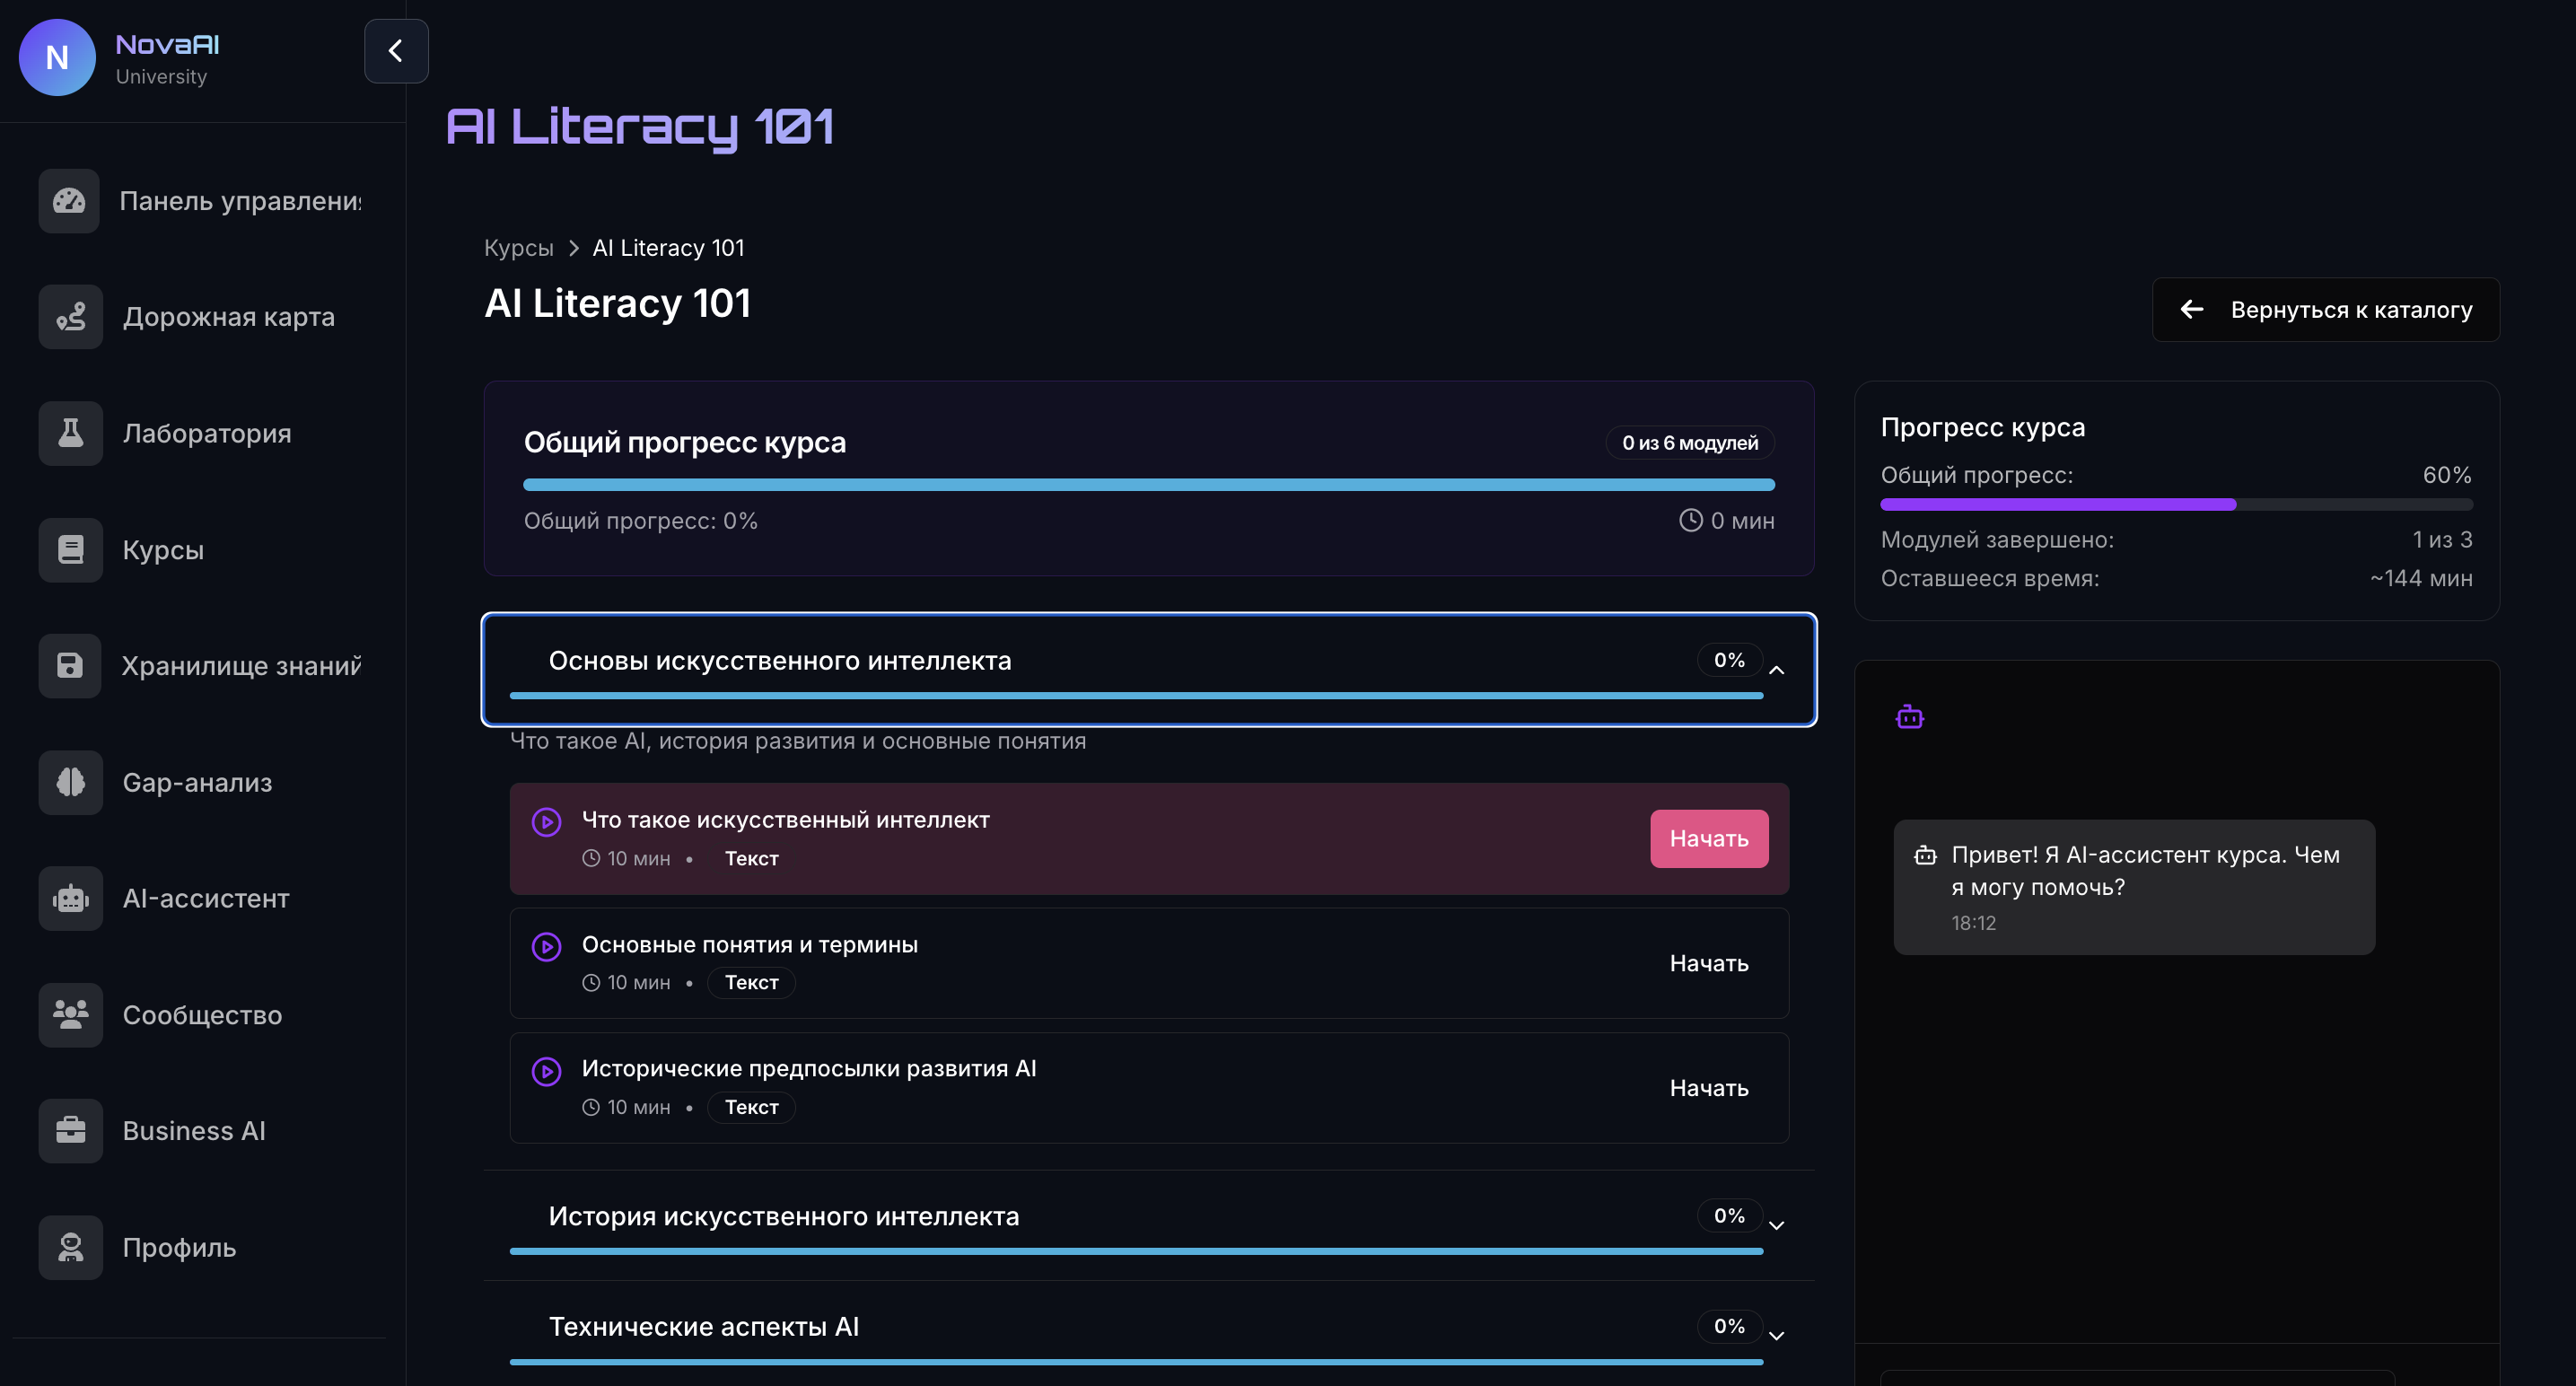 N
NovaAI
University
Панель управления
Дорожная карта
Лаборатория
Курсы
Хранилище знаний
Gap-анализ
AI-ассистент
Сообщество
Business AI
Профиль
AI Literacy 101
Курсы > AI Literacy 101
AI Literacy 101
Вернуться к каталогу
Общий прогресс курса
0 из 6 модулей
Общий прогресс: 0%
0 мин
Основы искусственного интеллекта
0%
Что такое AI, история развития и основные понятия
Что такое искусственный интеллект
10 мин • Текст
Начать
Основные понятия и термины
10 мин • Текст
Начать
Исторические предпосылки развития AI
10 мин • Текст
Начать
История искусственного интеллекта
0%
Технические аспекты AI
0%
Прогресс курса
Общий прогресс: 60%
Модулей завершено: 1 из 3
Оставшееся время: ~144 мин
Привет! Я AI-ассистент курса. Чем
я могу помочь?
18:12